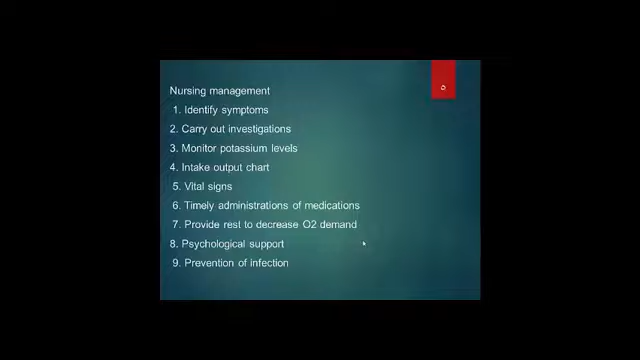 Nursing management
1. Identify symptoms
2. Carry out investigations
3. Monitor potassium levels
4. Intake output chart
5. Vital signs
6. Timely administrations of medications
7. Provide rest to decrease O2 demand
8. Psychological support
9. Prevention of infection